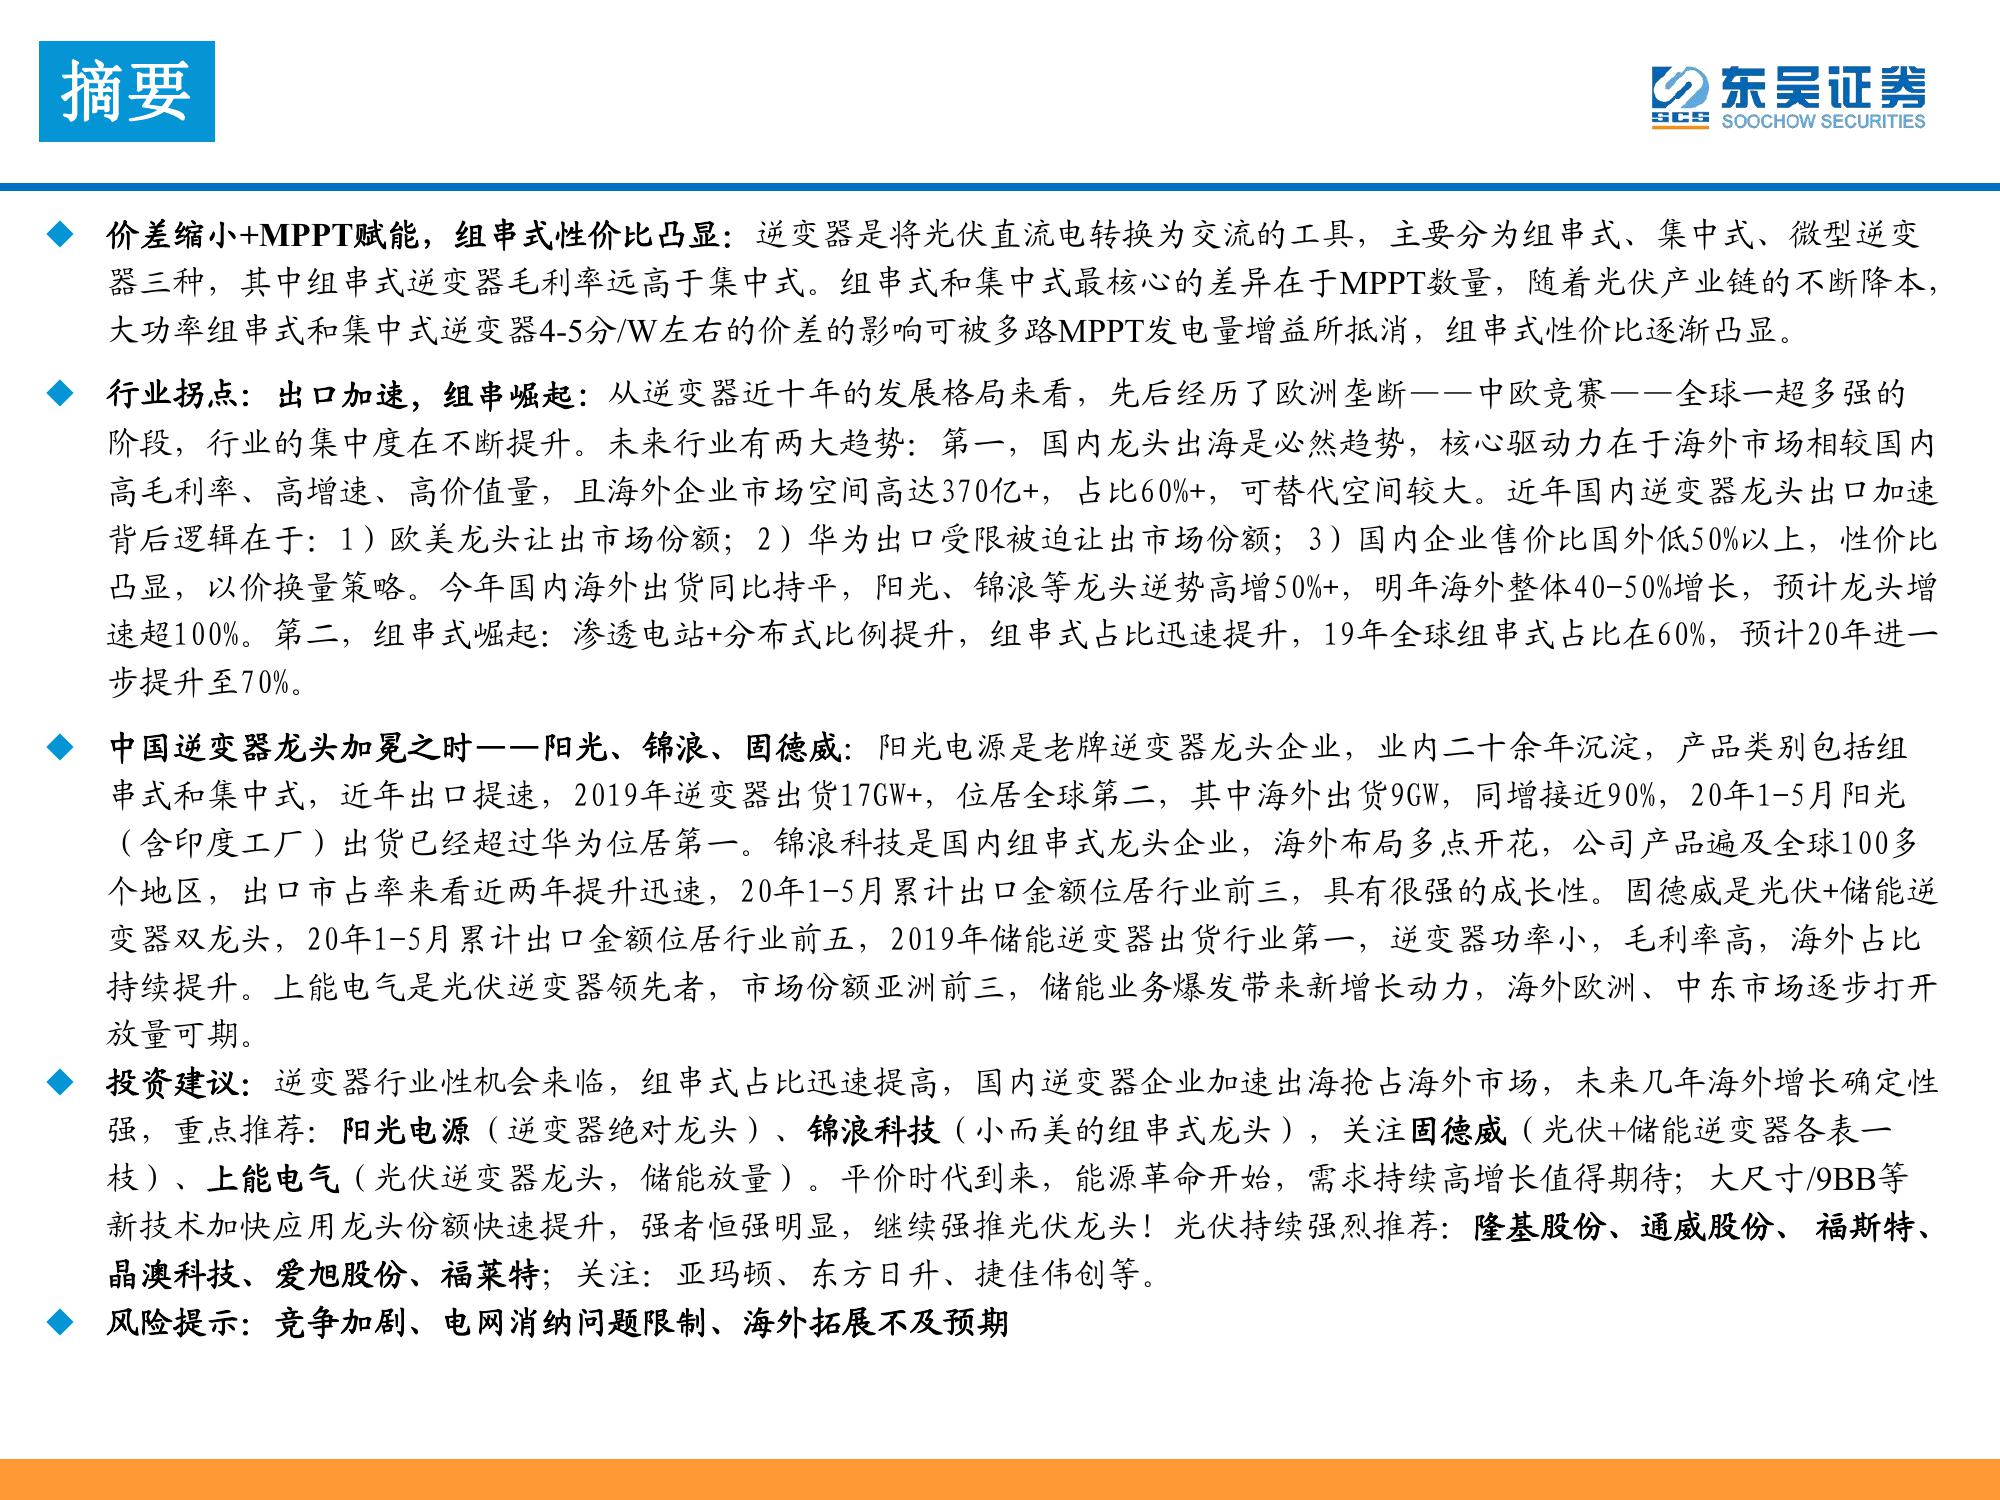 摘要
东吴证券
SCS
SOOCHOW SECURITIES
价差缩小+MPPT赋能，组串式性价比凸显：逆变器是将光伏直流电转换为交流的工具，主要分为组串式、集中式、微型逆变
器三种，其中组串式逆变器毛利率远高于集中式。组串式和集中式最核心的差异在于MPPT数量，随着光伏产业链的不断降本，
大功率组串式和集中式逆变器4-5分/W左右的价差的影响可被多路MPPT发电量增益所抵消，组串式性价比逐渐凸显。
行业拐点：出口加速，组串崛起：从逆变器近十年的发展格局来看，先后经历了欧洲垄断——中欧竞赛——全球一超多强的
阶段，行业的集中度在不断提升。未来行业有两大趋势：第一，国内龙头出海是必然趋势，核心驱动力在于海外市场相较国内
高毛利率、高增速、高价值量，且海外企业市场空间高达370亿+，占比60%+，可替代空间较大。近年国内逆变器龙头出口加速
背后逻辑在于：1）欧美龙头让出市场份额；2）华为出口受限被迫让出市场份额；3）国内企业售价比国外低50%以上，性价比
凸显，以价换量策略。今年国内海外出货同比持平，阳光、锦浪等龙头逆势高增50%+，明年海外整体40-50%增长，预计龙头增
速超100%。第二，组串式崛起：渗透电站+分布式比例提升，组串式占比迅速提升，19年全球组串式占比在60%，预计20年进一
步提升至70%。
中国逆变器龙头加冕之时——阳光、锦浪、固德威：阳光电源是老牌逆变器龙头企业，业内二十余年沉淀，产品类别包括组
串式和集中式，近年出口提速，2019年逆变器出货17GW+，位居全球第二，其中海外出货9GW，同增接近90%，20年1-5月阳光
（含印度工厂）出货已经超过华为位居第一。锦浪科技是国内组串式龙头企业，海外布局多点开花，公司产品遍及全球100多
个地区，出口市占率来看近两年提升迅速，20年1-5月累计出口金额位居行业前三，具有很强的成长性。固德威是光伏+储能逆
变器双龙头，20年1-5月累计出口金额位居行业前五，2019年储能逆变器出货行业第一，逆变器功率小，毛利率高，海外占比
持续提升。上能电气是光伏逆变器领先者，市场份额亚洲前三，储能业务爆发带来新增长动力，海外欧洲、中东市场逐步打开
放量可期。
投资建议：逆变器行业性机会来临，组串式占比迅速提高，国内逆变器企业加速出海抢占海外市场，未来几年海外增长确定性
强，重点推荐：阳光电源（逆变器绝对龙头）、锦浪科技（小而美的组串式龙头），关注固德威（光伏+储能逆变器各表一
枝）、上能电气（光伏逆变器龙头，储能放量）。平价时代到来，能源革命开始，需求持续高增长值得期待；大尺寸/9BB等
新技术加快应用龙头份额快速提升，强者恒强明显，继续强推光伏龙头！光伏持续强烈推荐：隆基股份、通威股份、 福斯特、
晶澳科技、爱旭股份、福莱特；关注：亚玛顿、东方日升、捷佳伟创等。
风险提示：竞争加剧、电网消纳问题限制、海外拓展不及预期